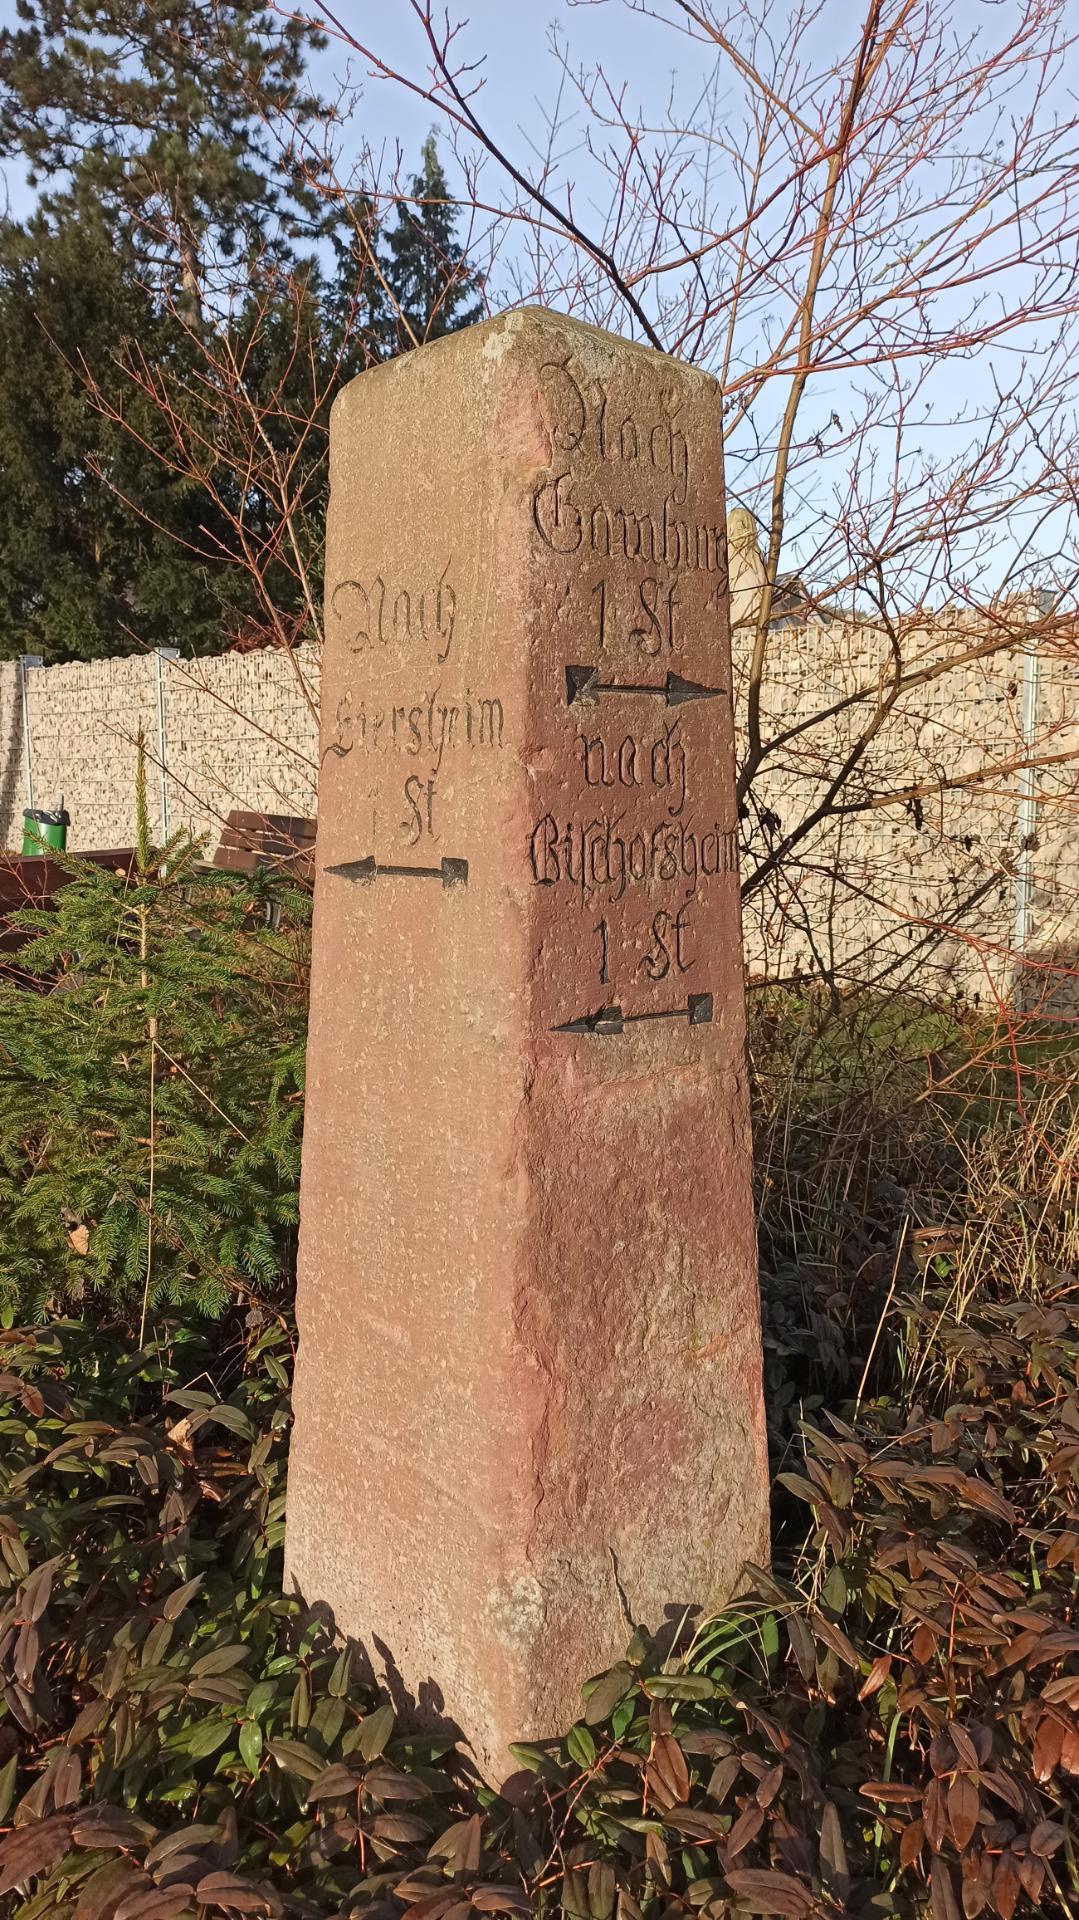 Nach
Eiersheim
1 St
Nach
Gamburg
1 St
nach
Bischofsheim
1 St